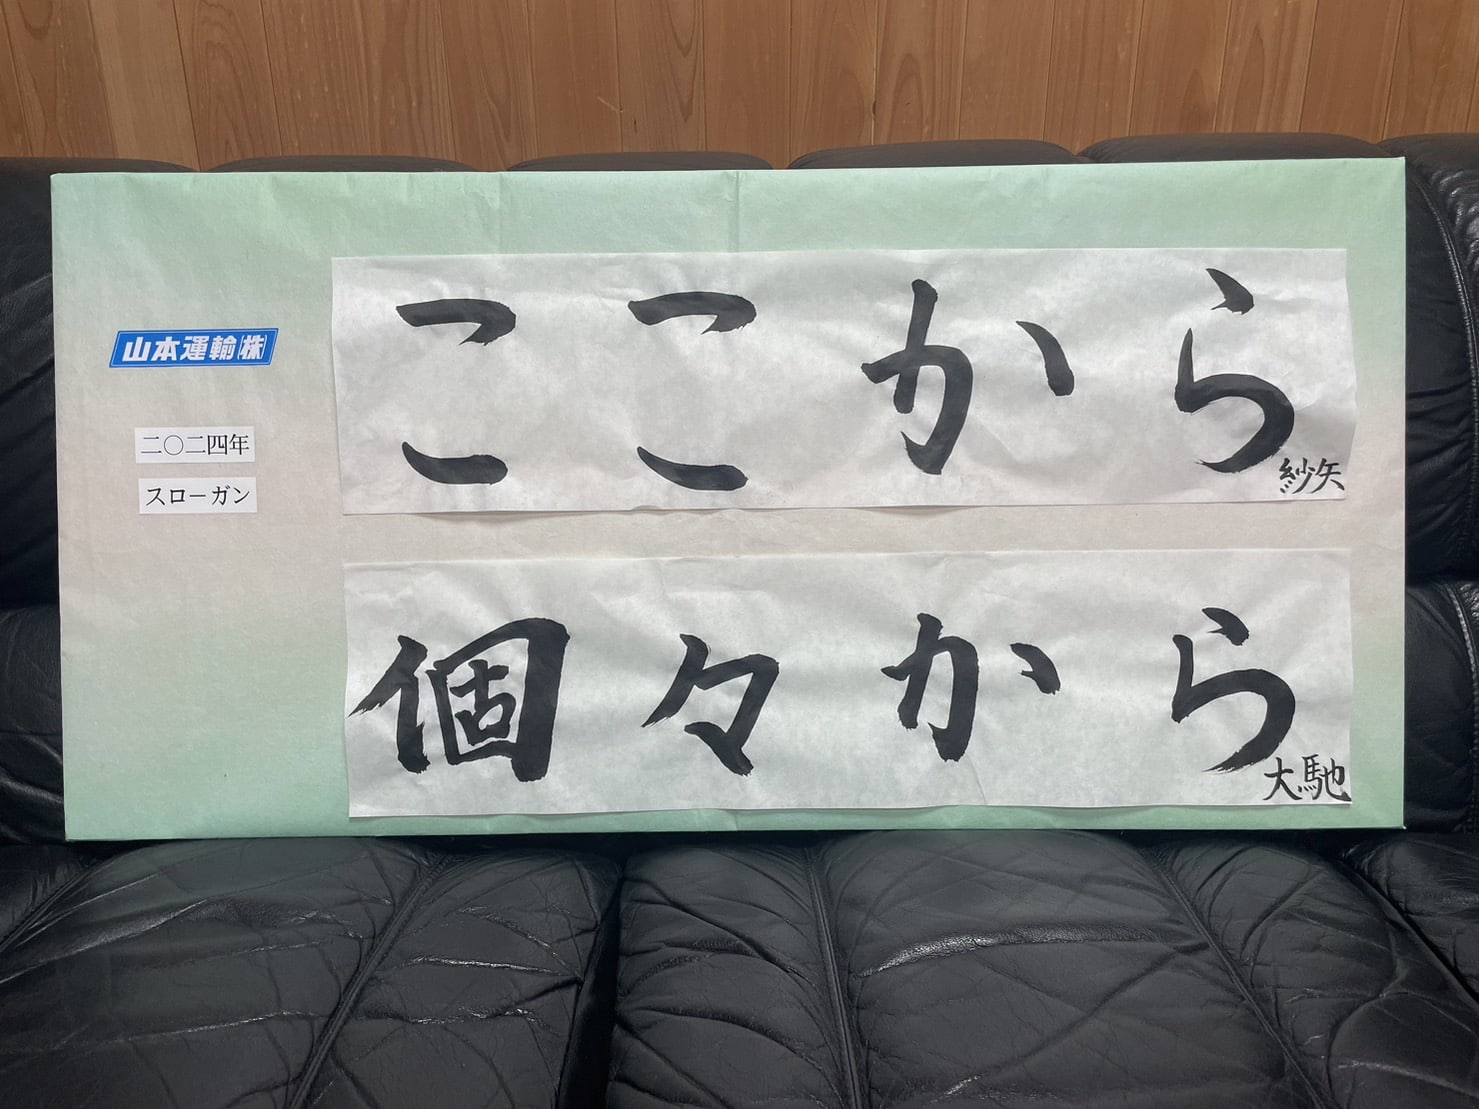 山本運輸㈱
二〇二四年
スローガン
ここから
紗矢
個々から
大馳